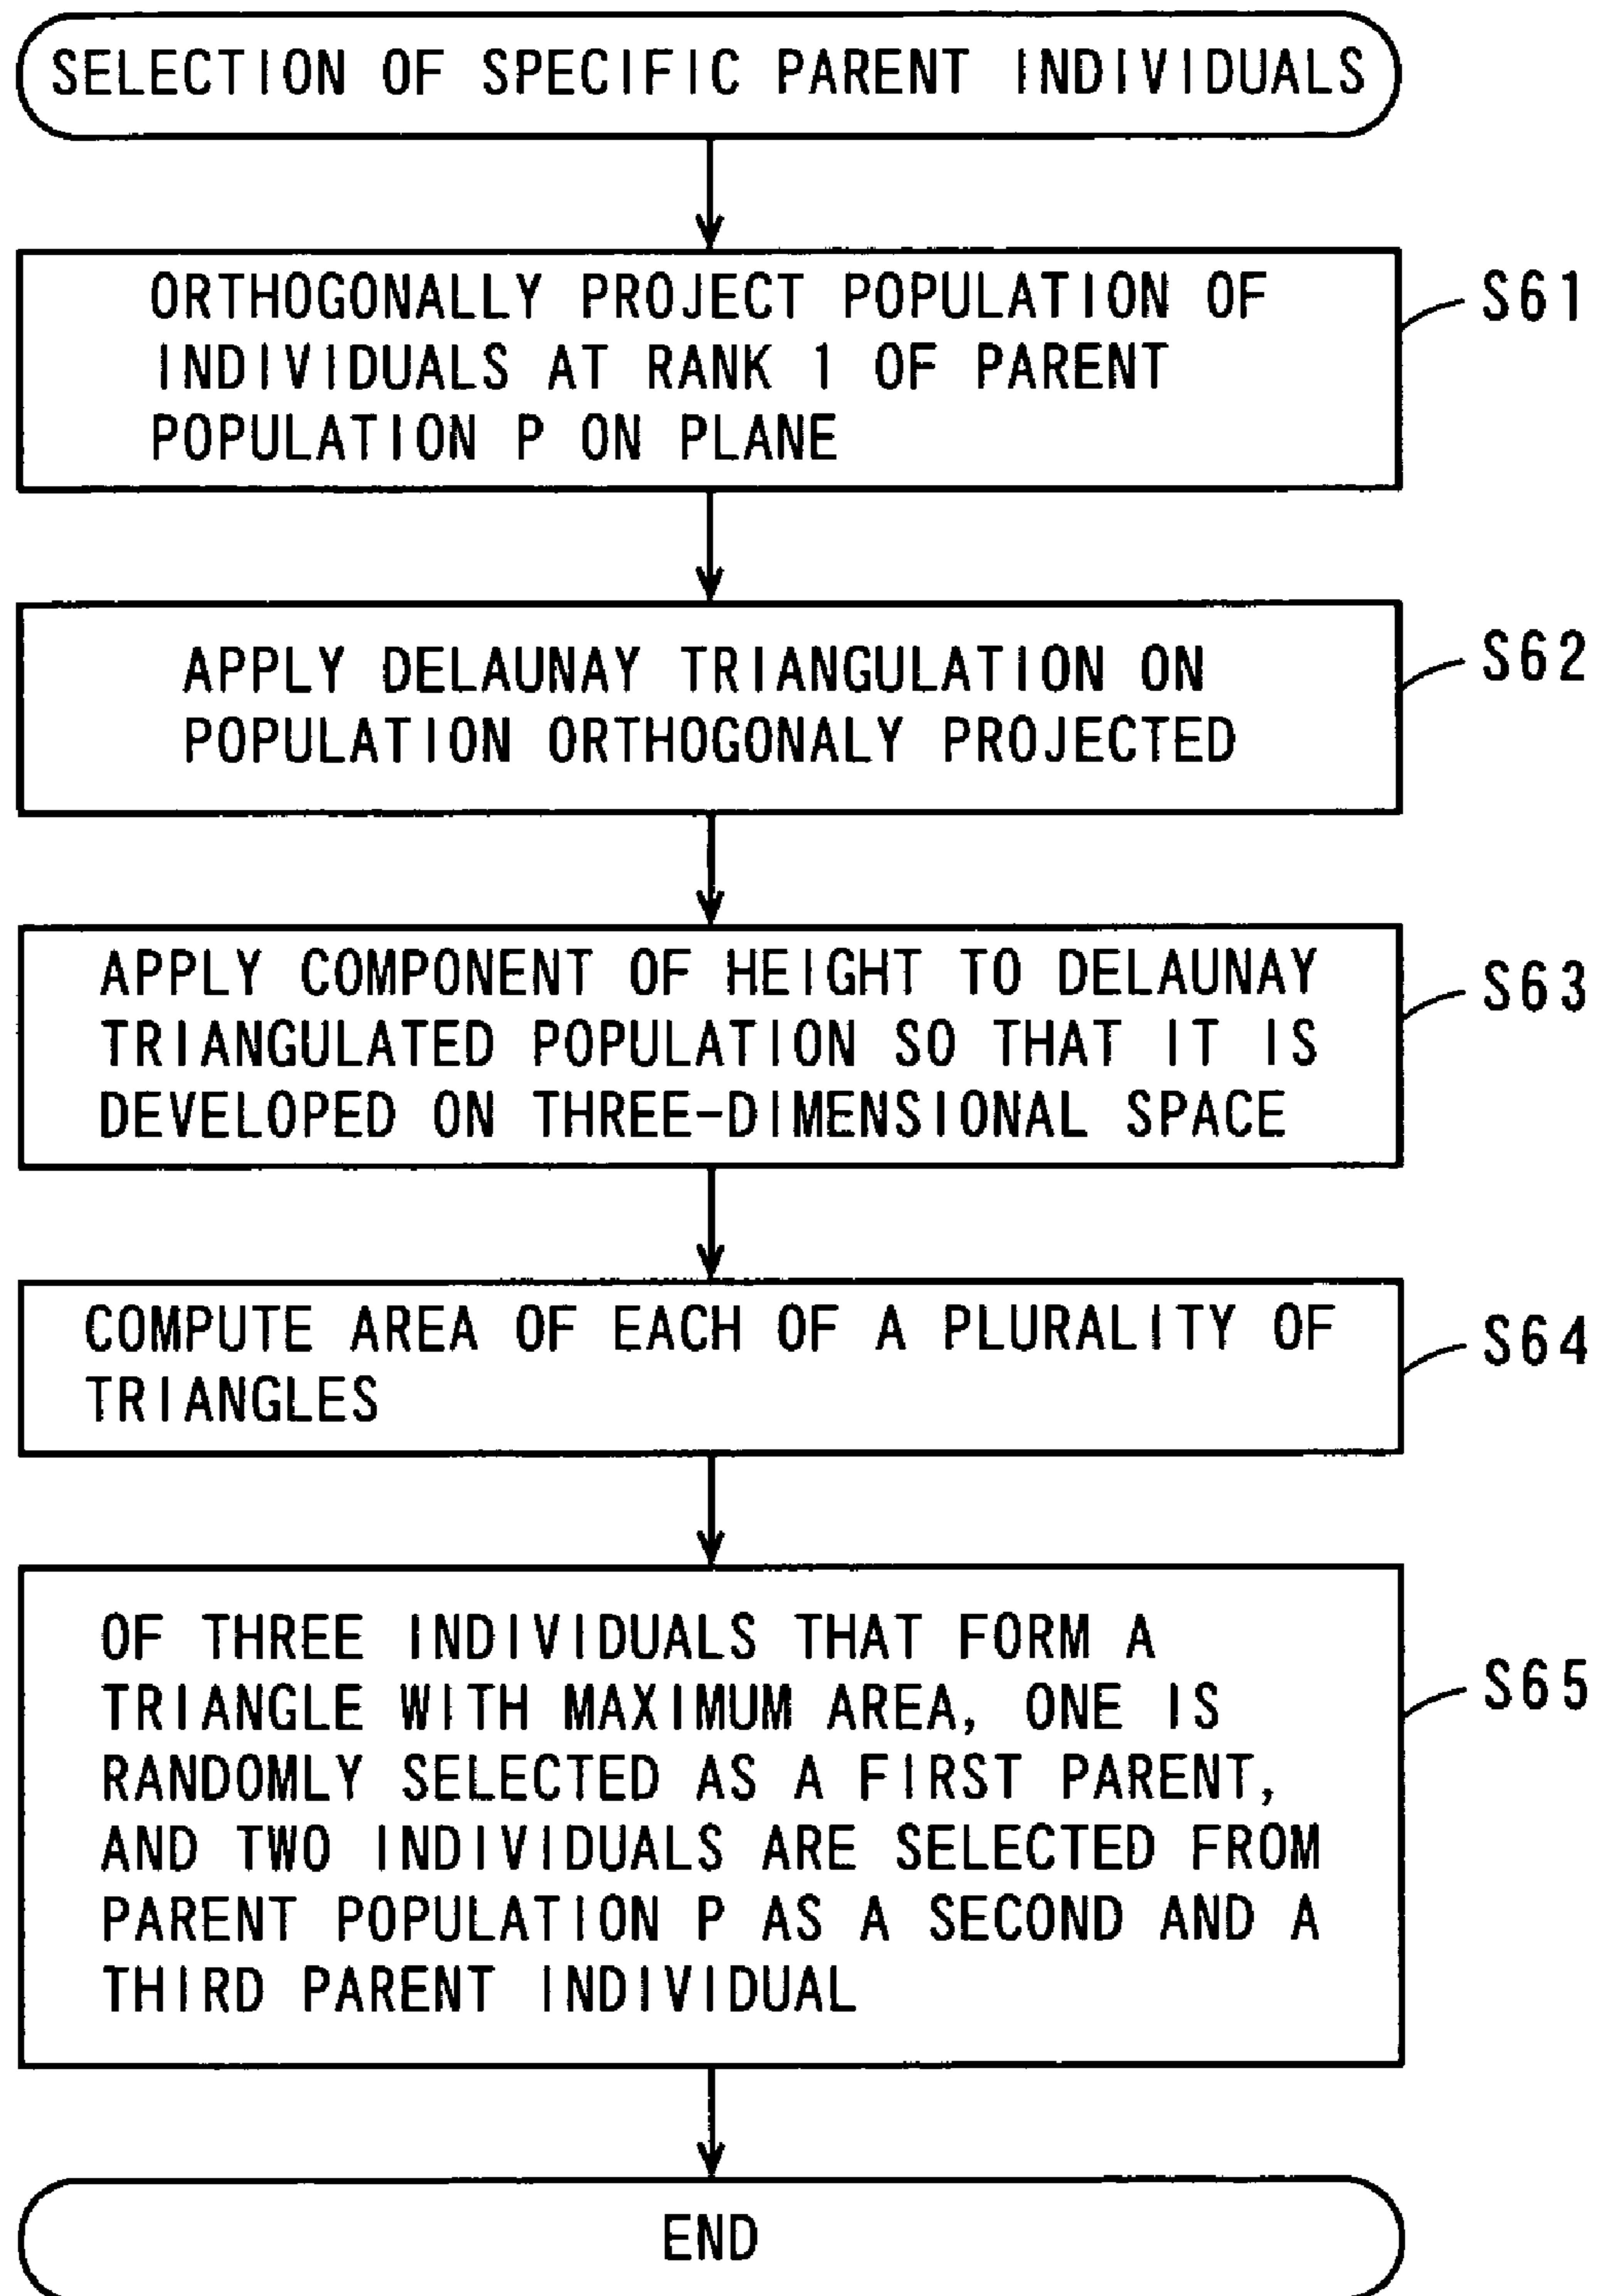 SELECTION OF SPECIFIC PARENT INDIVIDUALS
ORTHOGONALLY PROJECT POPULATION OF
INDIVIDUALS AT RANK 1 OF PARENT
POPULATION P ON PLANE
S61
APPLY DELAUNAY TRIANGULATION ON
POPULATION ORTHOGONALY PROJECTED
S62
APPLY COMPONENT OF HEIGHT TO DELAUNAY
TRIANGULATED POPULATION SO THAT IT IS
DEVELOPED ON THREE-DIMENSIONAL SPACE
S63
COMPUTE AREA OF EACH OF A PLURALITY OF
TRIANGLES
S64
OF THREE INDIVIDUALS THAT FORM A
TRIANGLE WITH MAXIMUM AREA, ONE IS
RANDOMLY SELECTED AS A FIRST PARENT,
AND TWO INDIVIDUALS ARE SELECTED FROM
PARENT POPULATION P AS A SECOND AND A
THIRD PARENT INDIVIDUAL
S65
END